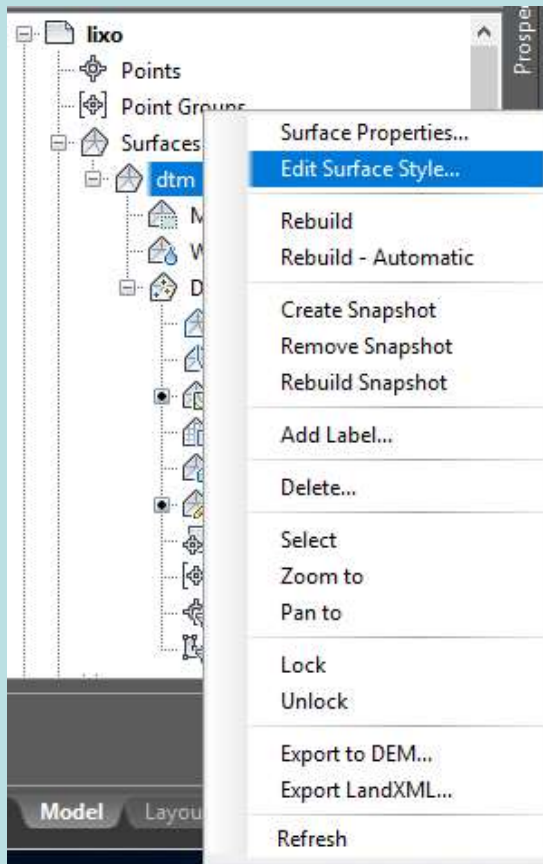 lixo
Points
Point Groups
Surfaces
dtm
M
W
D
Surface Properties...
Edit Surface Style...
Rebuild
Rebuild - Automatic
Create Snapshot
Remove Snapshot
Rebuild Snapshot
Add Label...
Delete...
Select
Zoom to
Pan to
Lock
Unlock
Export to DEM...
Export LandXML...
Refresh
Prospe
Model
Layou